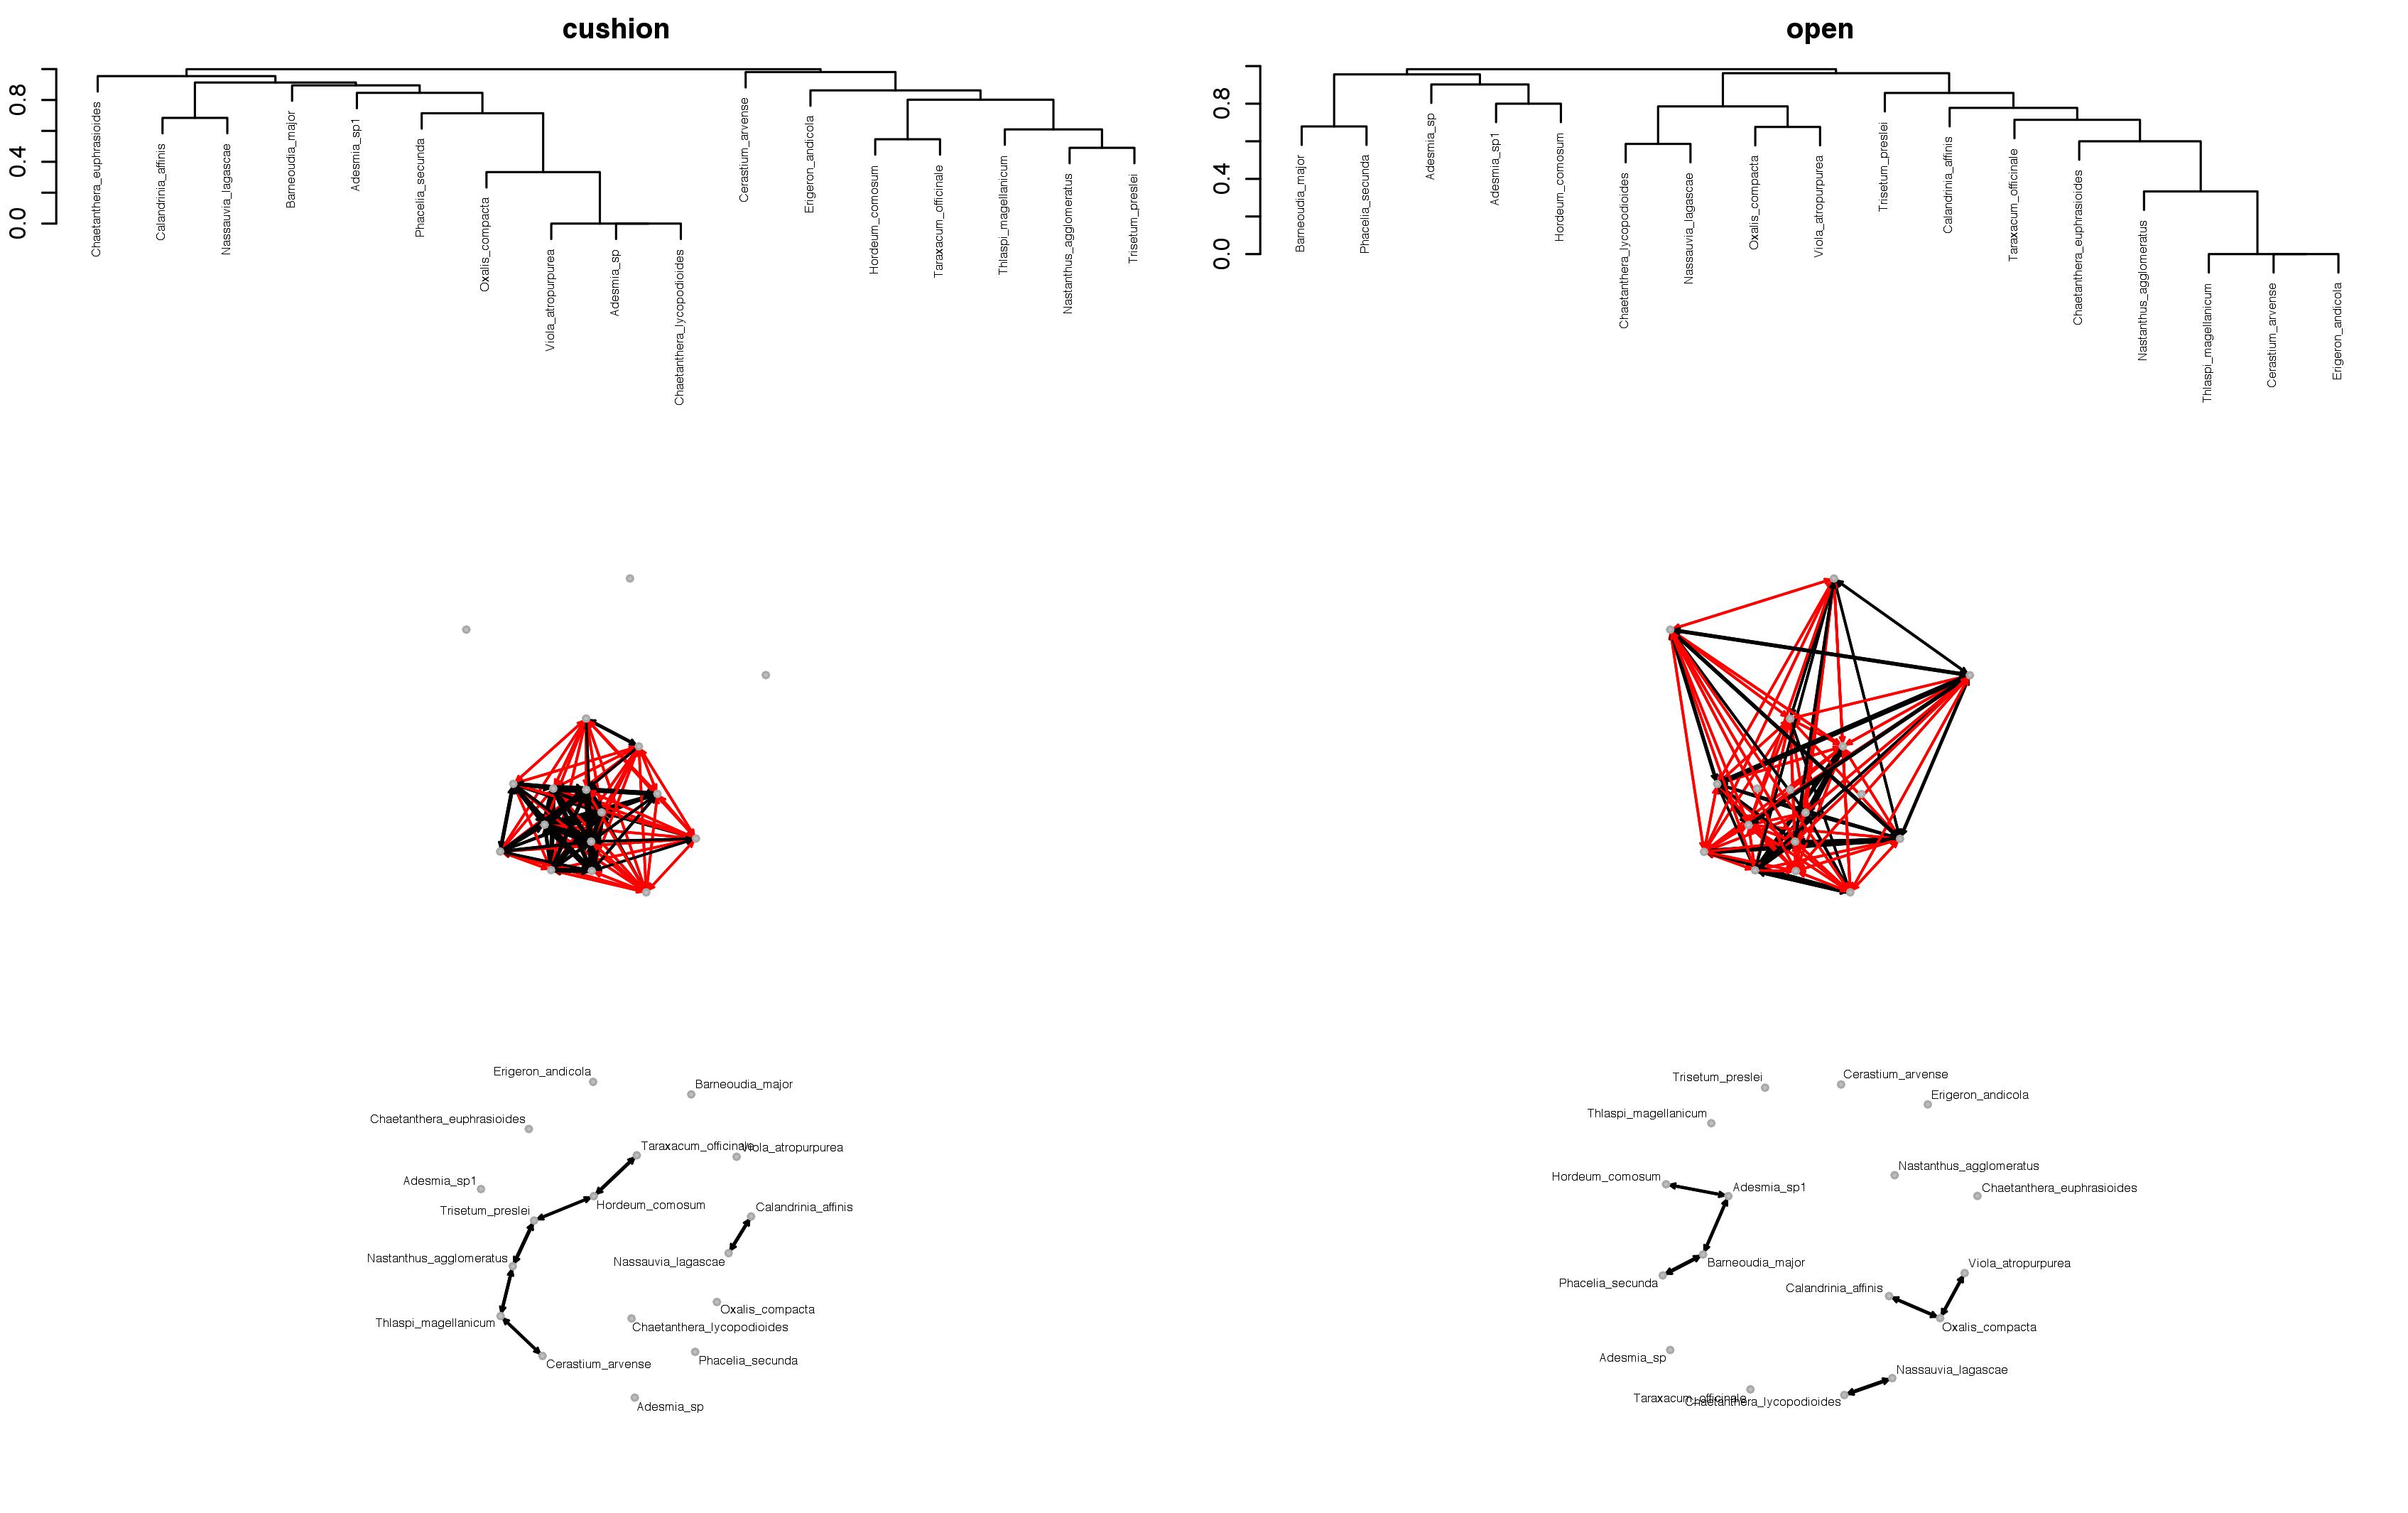 cushion
0.0 0.4 0.8
Chaetanthera_euphrasioides
Calandrinia_affinis
Nassauvia_lagascae
Barneoudia_major
Adesmia_sp1
Phacelia_secunda
Oxalis_compacta
Viola_atropurpurea
Adesmia_sp
Chaetanthera_lycopodioides
Cerastium_arvense
Erigeron_andicola
Hordeum_comosum
Taraxacum_officinale
Thlaspi_magellanicum
Nastanthus_agglomeratus
Trisetum_preslei
open
0.0 0.4 0.8
Barneoudia_major
Phacelia_secunda
Adesmia_sp
Adesmia_sp1
Hordeum_comosum
Chaetanthera_lycopodioides
Nassauvia_lagascae
Oxalis_compacta
Viola_atropurpurea
Trisetum_preslei
Calandrinia_affinis
Taraxacum_officinale
Chaetanthera_euphrasioides
Nastanthus_agglomeratus
Thlaspi_magellanicum
Cerastium_arvense
Erigeron_andicola
Erigeron_andicola
Barneoudia_major
Chaetanthera_euphrasioides
Taraxacum_officinale
Viola_atropurpurea
Adesmia_sp1
Hordeum_comosum
Calandrinia_affinis
Trisetum_preslei
Nastanthus_agglomeratus
Nassauvia_lagascae
Oxalis_compacta
Thlaspi_magellanicum
Chaetanthera_lycopodioides
Cerastium_arvense
Phacelia_secunda
Adesmia_sp
Trisetum_preslei
Cerastium_arvense
Erigeron_andicola
Thlaspi_magellanicum
Nastanthus_agglomeratus
Hordeum_comosum
Adesmia_sp1
Chaetanthera_euphrasioides
Barneoudia_major
Viola_atropurpurea
Phacelia_secunda
Calandrinia_affinis
Oxalis_compacta
Adesmia_sp
Nassauvia_lagascae
Taraxacum_officinale
Chaetanthera_lycopodioides